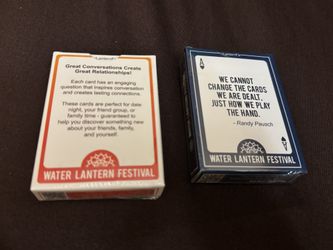 Great Conversations Create
Great Relationships!
Each card has an engaging
question that inspires conversation
and creates lasting connections.
These cards are perfect for date
night, your friend group, or
family time - guaranteed to
help you discover something new
about your friends, family,
and yourself.
WATER LANTERN FESTIVAL
A
WE CANNOT
CHANGE THE CARDS
WE ARE DEALT,
JUST HOW WE PLAY
THE HAND.
- Randy Pausch
A
WATER LANTERN FESTIVAL